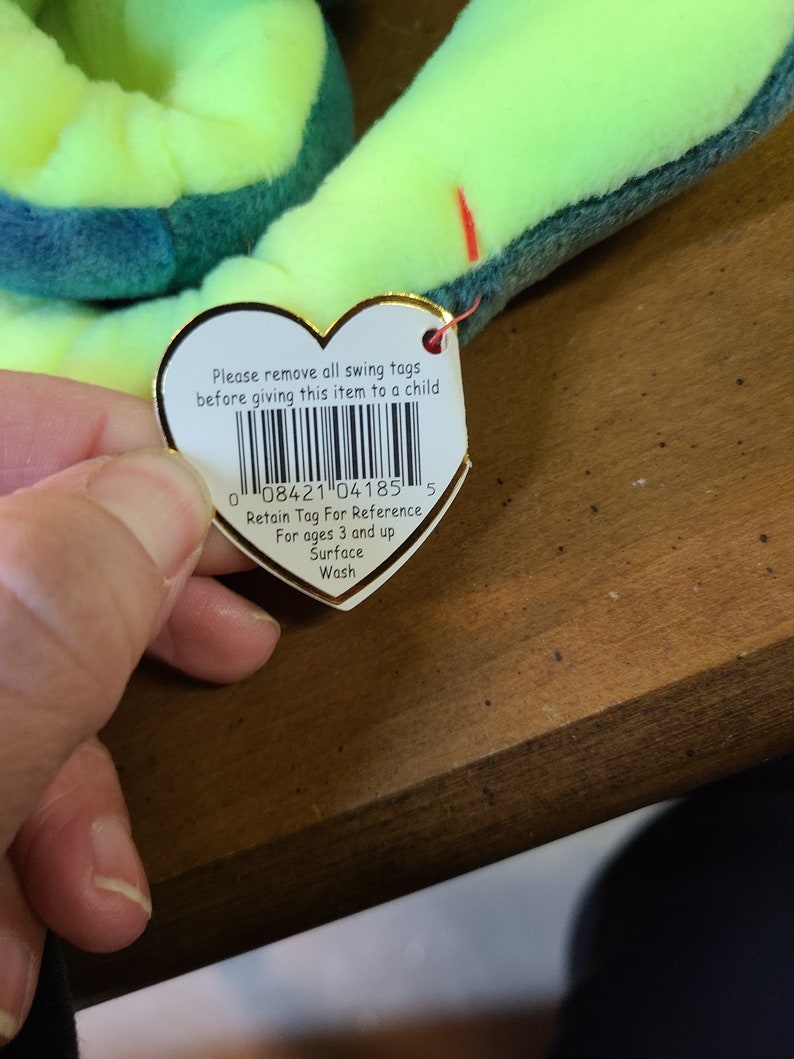 Please remove all swing tags
before giving this item to a child
0 08421 04185 5
Retain Tag For Reference
For ages 3 and up
Surface
Wash